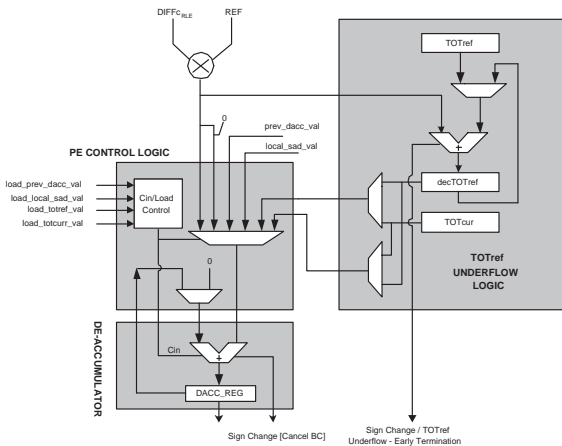 DIFFcRLE
REF
TOTref
0
prev_dacc_val
local_sad_val
PE CONTROL LOGIC
load_prev_dacc_val
load_local_sad_val
load_totref_val
load_totcurr_val
Cin/Load
Control
+
decTOTref
TOTcur
TOTref
UNDERFLOW
LOGIC
0
DE-ACCUMULATOR
Cin
+
DACC_REG
Sign Change [Cancel BC]
Sign Change / TOTref
Underflow - Early Termination